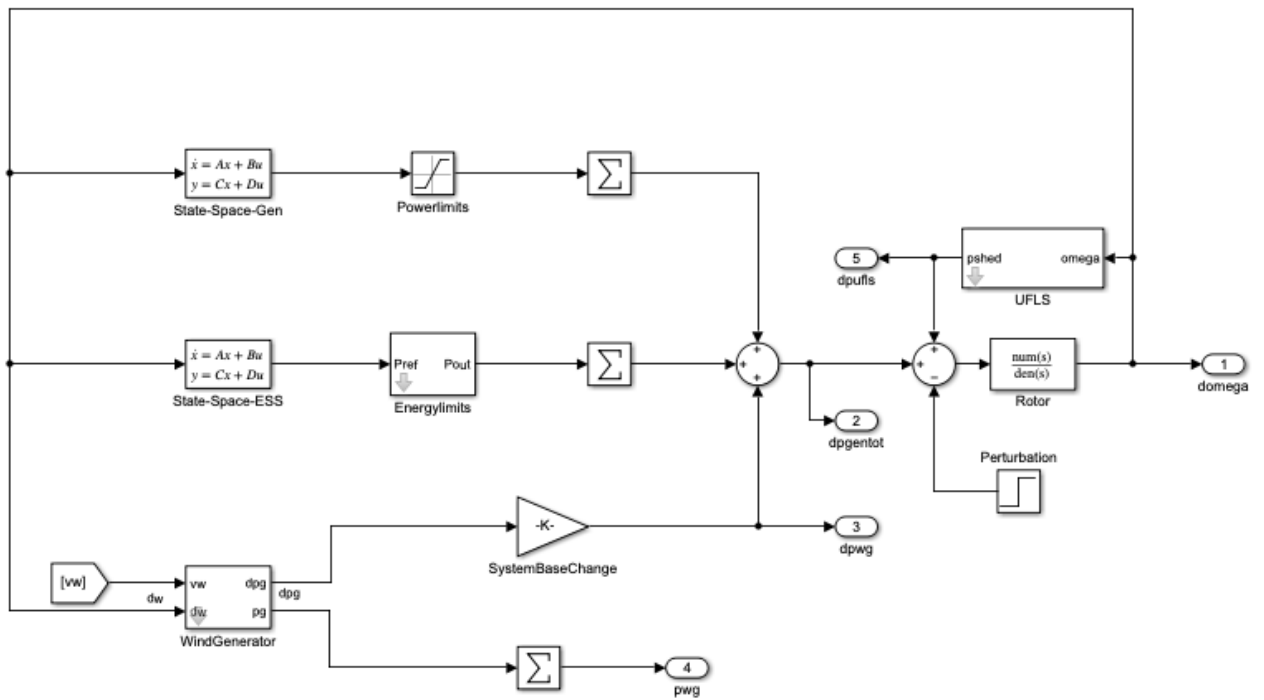 ẋ = Ax + Bu
y = Cx + Du
State-Space-Gen
Powerlimits
Σ
5
dpufls
pshed
omega
UFLS
ẋ = Ax + Bu
y = Cx + Du
State-Space-ESS
Pref
Pout
Energylimits
Σ
+
+
+
+
+
−
num(s)
den(s)
Rotor
1
domega
2
dpgentot
Perturbation
-K-
SystemBaseChange
3
dpwg
[vw]
dw
vw
dw
dpg
pg
dpg
WindGenerator
Σ
4
pwg